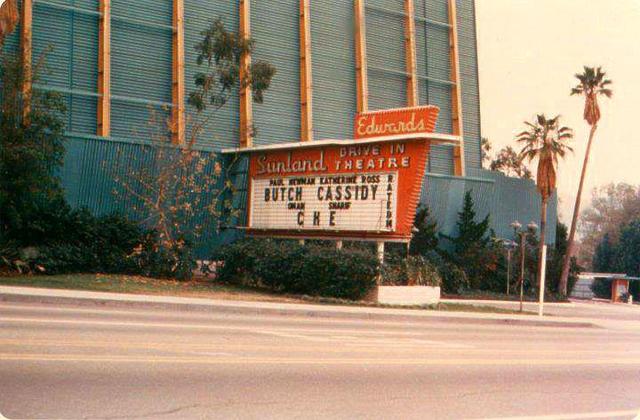 Edwards
DRIVE IN
Sunland THEATRE
PAUL NEWMAN KATHERINE ROSS
BUTCH CASSIDY
OMAR SHARIF
CHE
RATED M